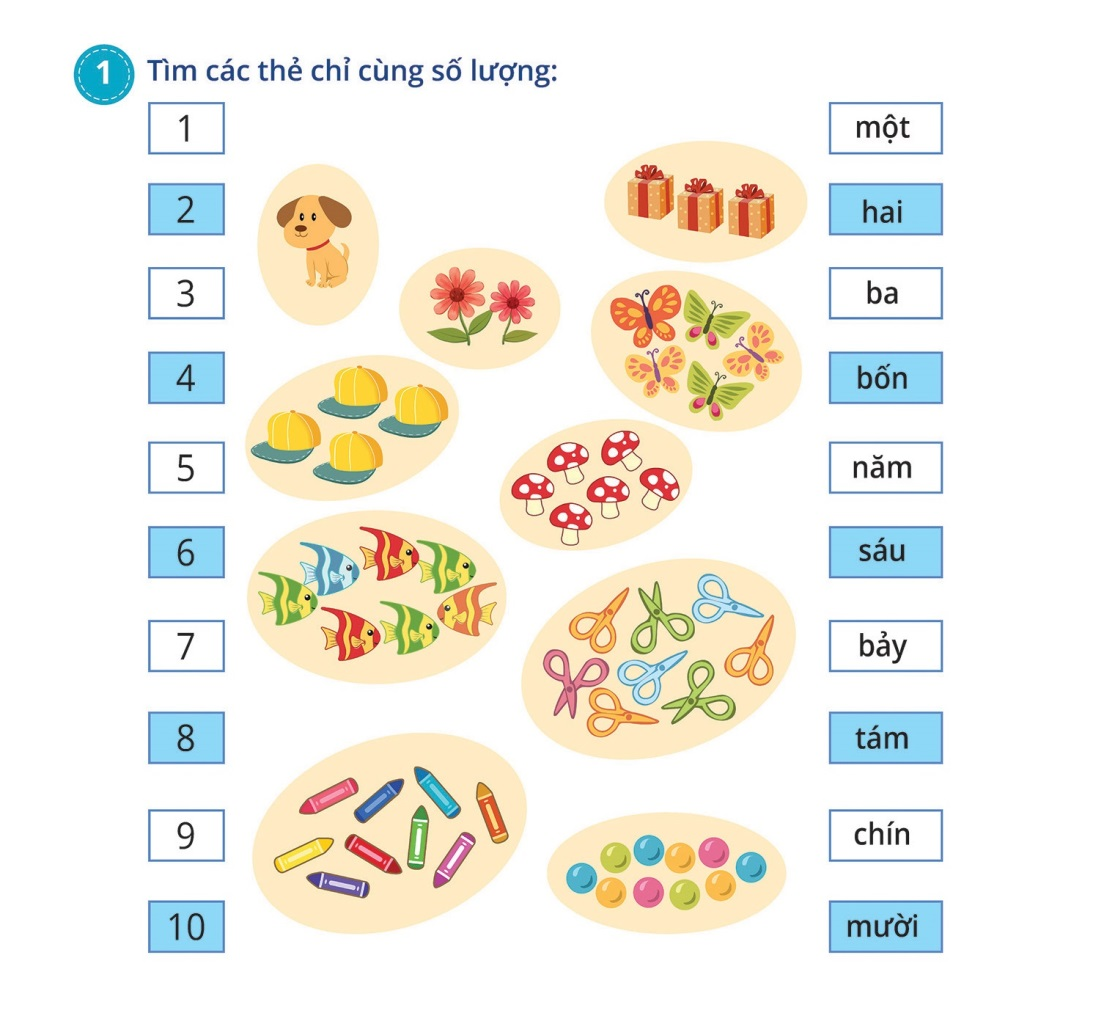 1 Tìm các thẻ chỉ cùng số lượng:
1 một
2 hai
3 ba
4 bốn
5 năm
6 sáu
7 bảy
8 tám
9 chín
10 mười